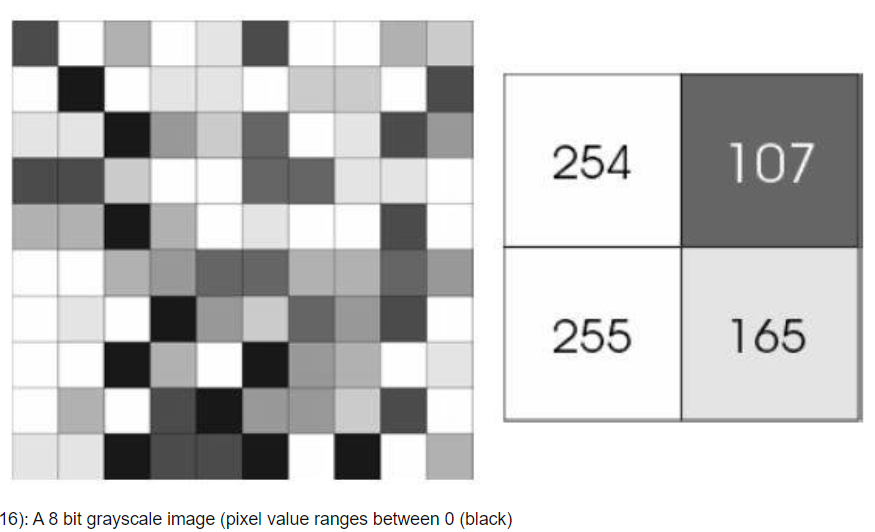 254 107
255 165
16): A 8 bit grayscale image (pixel value ranges between 0 (black)